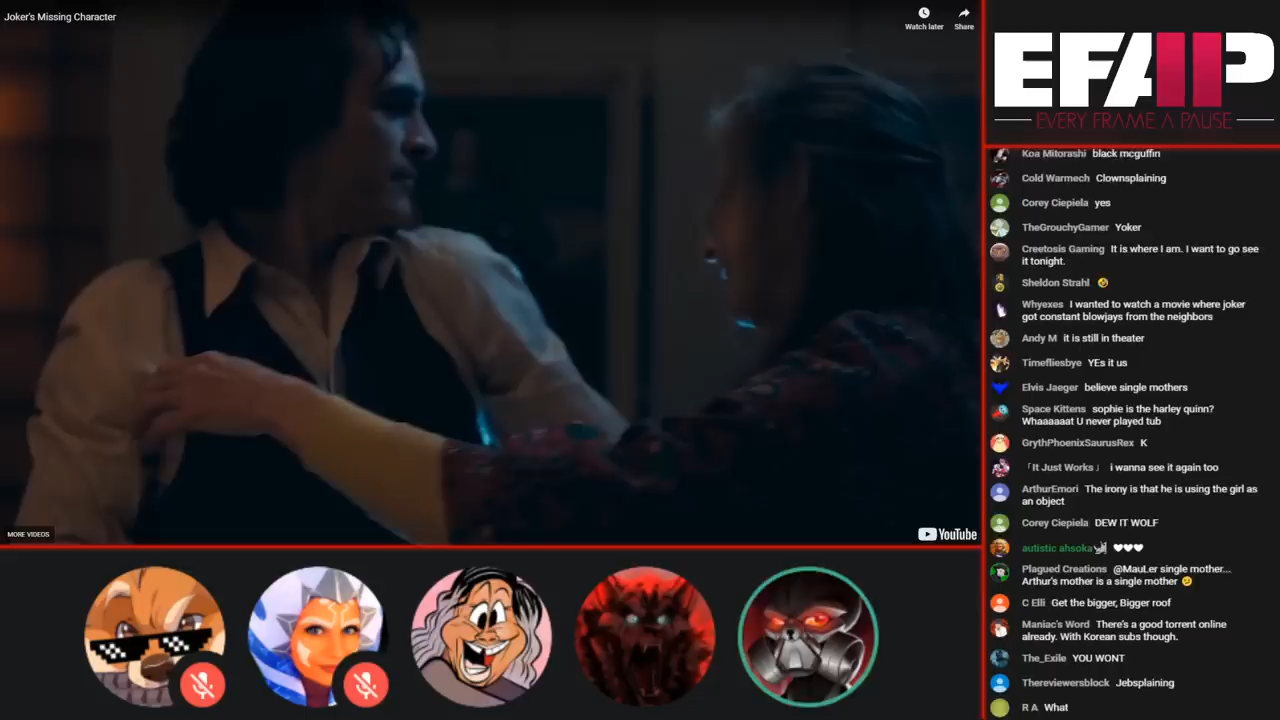 Joker's Missing Character
Watch later
Share
MORE VIDEOS
YouTube
EFAP
EVERY FRAME A PAUSE
Koa Mitorashi black mcguffin
Cold Warmech Clownsplaining
Corey Ciepiela yes
TheGrouchyGamer Yoker
Creetosis Gaming It is where I am. I want to go see
it tonight.
Sheldon Strahl 🤣
Whyexes I wanted to watch a movie where joker
got constant blowjays from the neighbors
Andy M it is still in theater
Timefliesbye YEs it us
Elvis Jaeger believe single mothers
Space Kittens sophie is the harley quinn?
Whaaaaaat U never played tub
GrythPhoenixSaurusRex K
「It Just Works」 i wanna see it again too
ArthurEmori The irony is that he is using the girl as
an object
Corey Ciepiela DEW IT WOLF
autistic ahsoka ♥♥♥
Plagued Creations @MauLer single mother...
Arthur's mother is a single mother 😏
C Elli Get the bigger, Bigger roof
Maniac's Word There's a good torrent online
already. With Korean subs though.
The_Exile YOU WONT
Thereviewersblock Jebsplaining
R A What